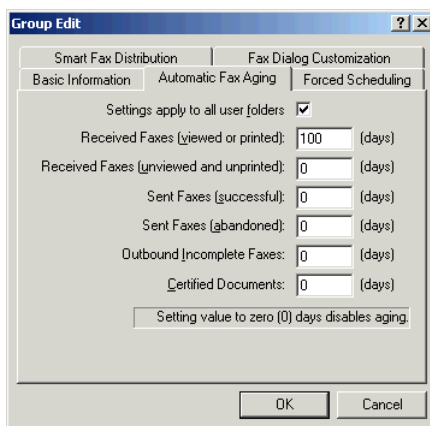 Group Edit
Smart Fax Distribution Fax Dialog Customization
Basic Information Automatic Fax Aging Forced Scheduling
Settings apply to all user folders
Received Faxes (viewed or printed): 100 (days)
Received Faxes (unviewed and unprinted): 0 (days)
Sent Faxes (successful): 0 (days)
Sent Faxes (abandoned): 0 (days)
Outbound Incomplete Faxes: 0 (days)
Certified Documents: 0 (days)
Setting value to zero (0) days disables aging.
OK Cancel